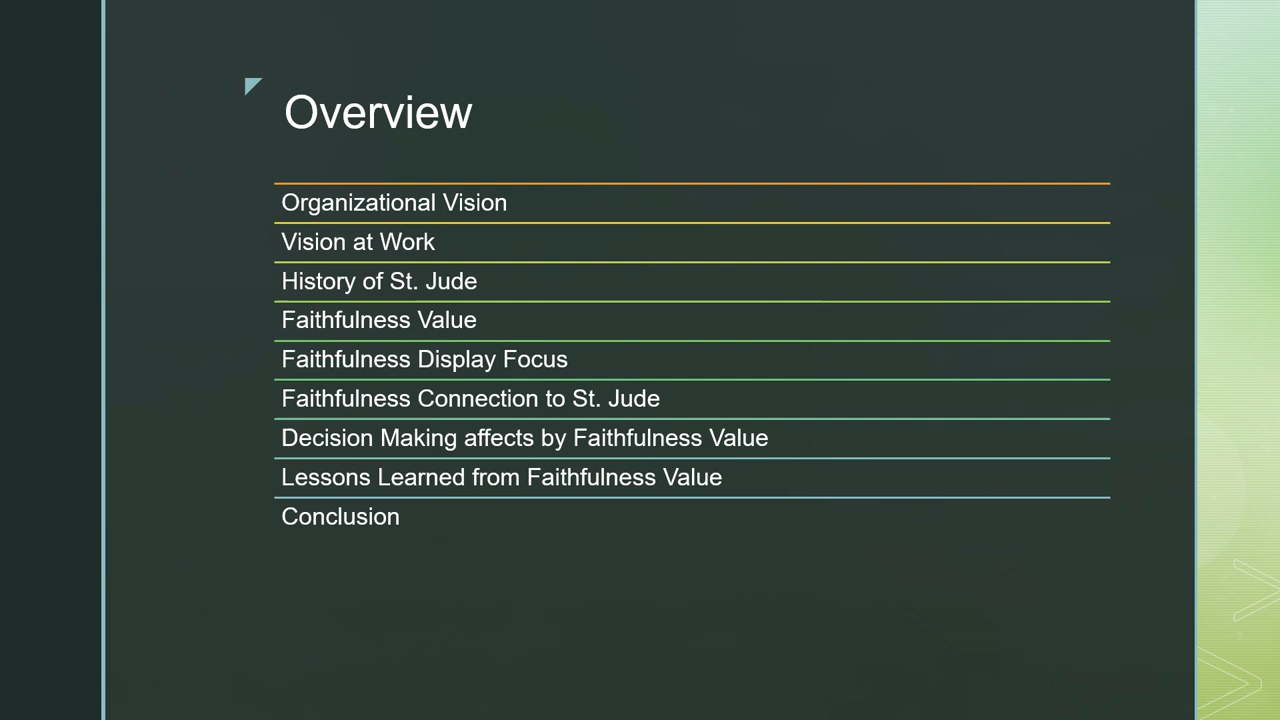 Overview
Organizational Vision
Vision at Work
History of St. Jude
Faithfulness Value
Faithfulness Display Focus
Faithfulness Connection to St. Jude
Decision Making affects by Faithfulness Value
Lessons Learned from Faithfulness Value
Conclusion